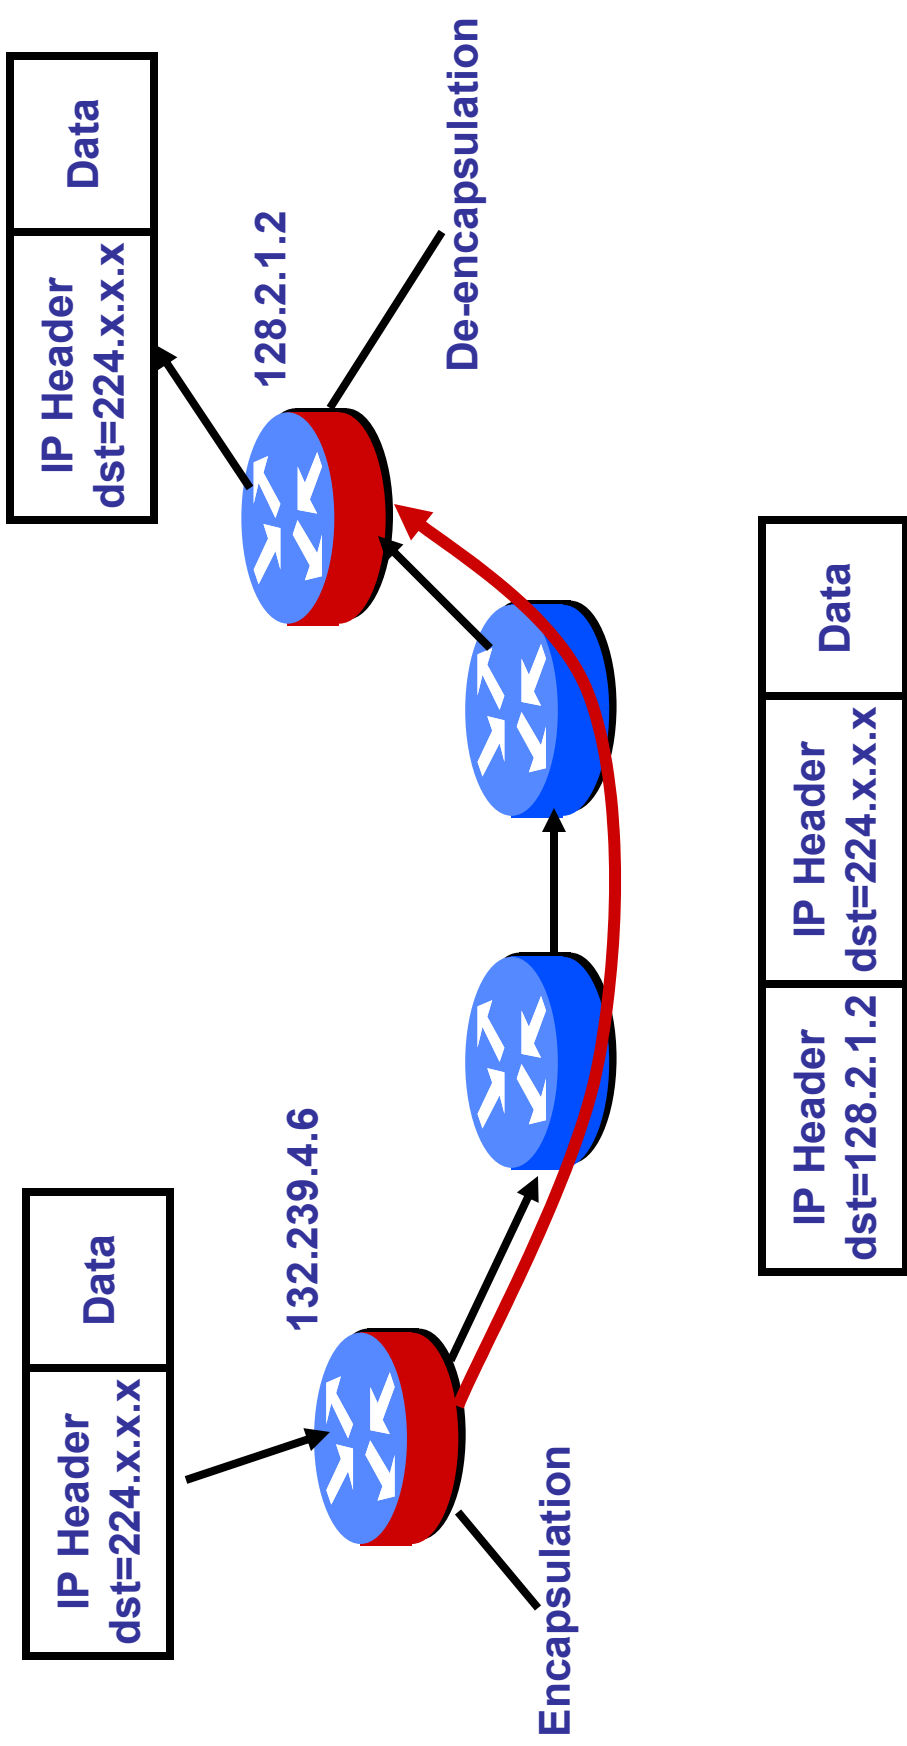 IP Header
dst=224.x.x.x
Data
132.239.4.6
Encapsulation
IP Header
dst=224.x.x.x
Data
128.2.1.2
De-encapsulation
IP Header
dst=128.2.1.2
IP Header
dst=224.x.x.x
Data